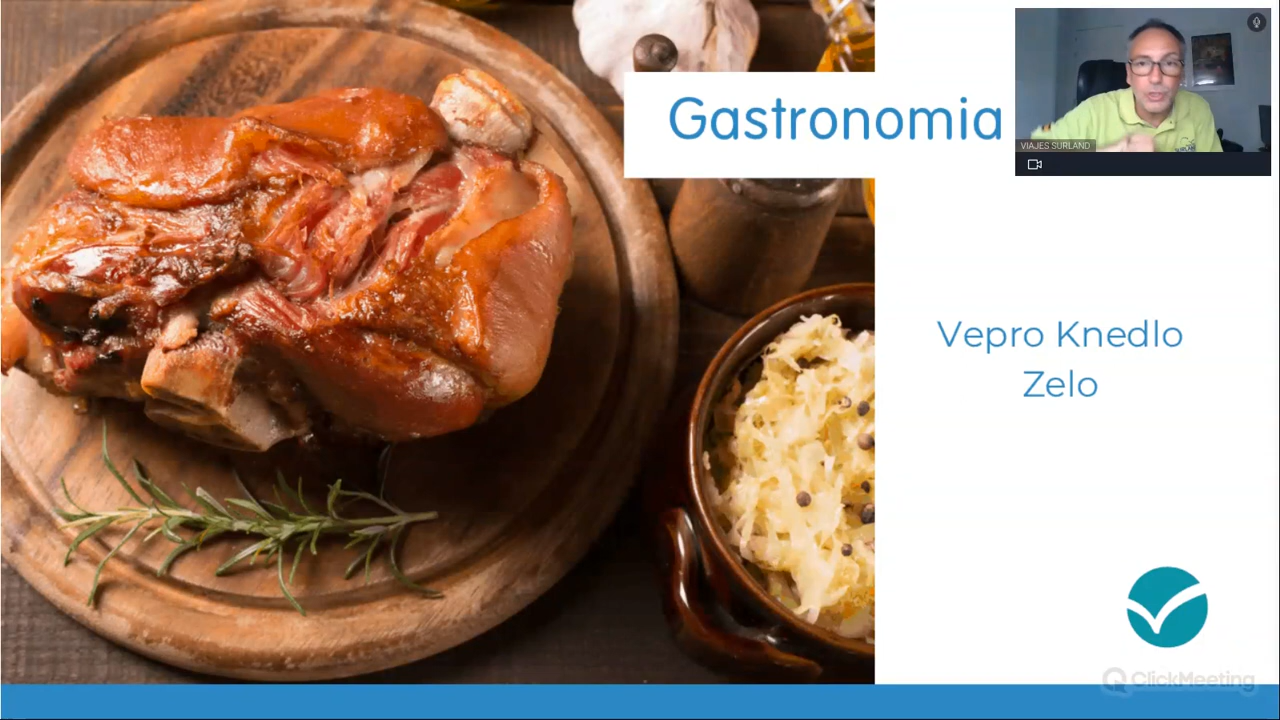 Gastronomia
VIAJES SURLAND
Vepro Knedlo
Zelo
ClickMeeting